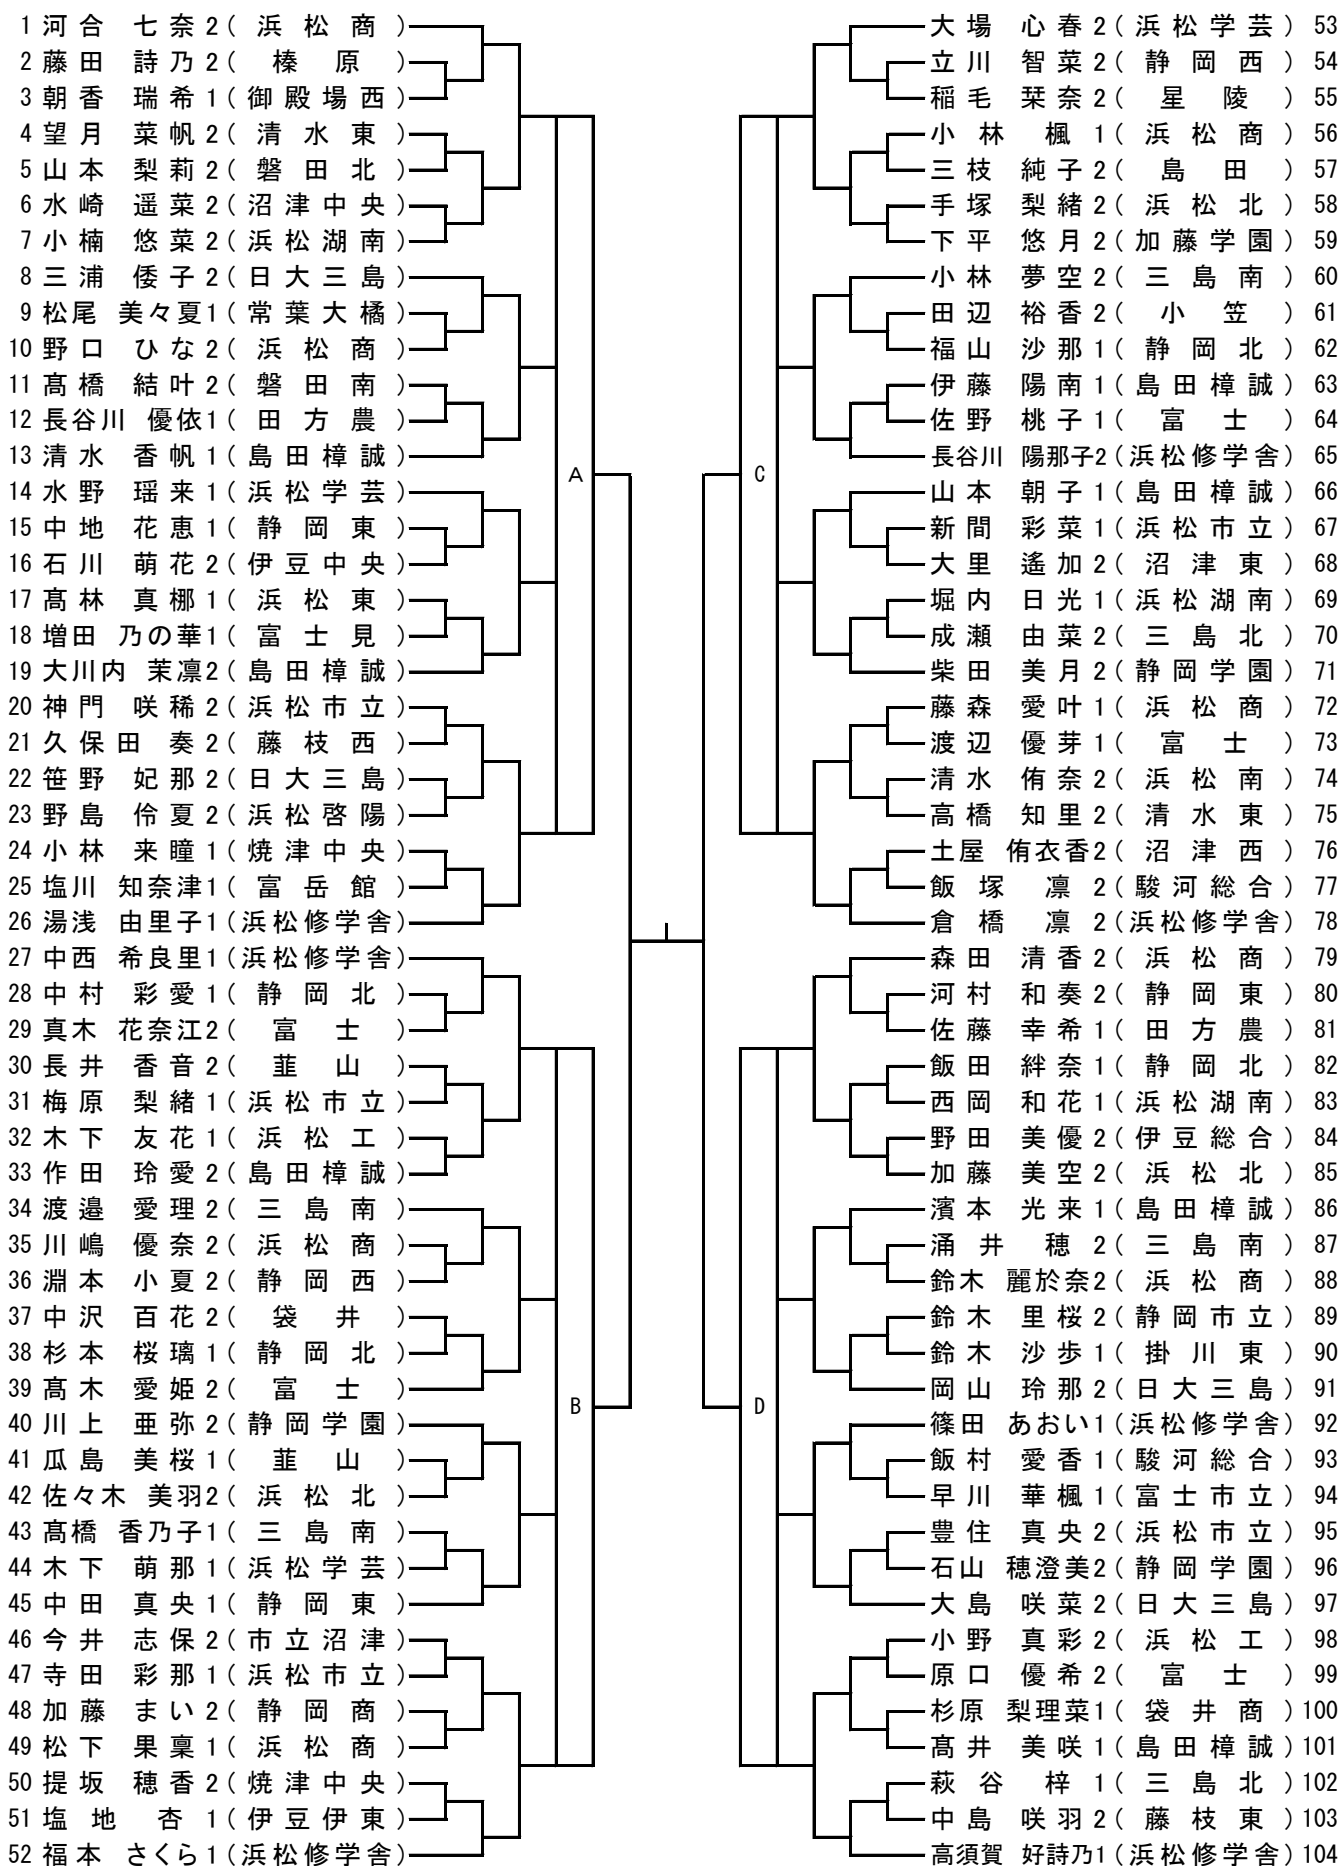 1 河合 七奈 2 (浜松商)
2 藤田 詩乃 2 (榛原)
3 朝香 瑞希 1 (御殿場西)
4 望月 菜帆 2 (清水東)
5 山本 梨莉 2 (磐田北)
6 水崎 遥菜 2 (沼津中央)
7 小楠 悠菜 2 (浜松湖南)
8 三浦 倭子 2 (日大三島)
9 松尾 美々夏 1 (常葉大橘)
10 野口 ひな 2 (浜松商)
11 髙橋 結叶 2 (磐田南)
12 長谷川 優依 1 (田方農)
13 清水 香帆 1 (島田樟誠)
14 水野 瑶来 1 (浜松学芸)
15 中地 花恵 1 (静岡東)
16 石川 萌花 2 (伊豆中央)
17 髙林 真梛 1 (浜松東)
18 増田 乃の華 1 (富士見)
19 大川内 茉凛 2 (島田樟誠)
20 神門 咲稀 2 (浜松市立)
21 久保田 奏 2 (藤枝西)
22 笹野 妃那 2 (日大三島)
23 野島 伶夏 2 (浜松啓陽)
24 小林 来瞳 1 (焼津中央)
25 塩川 知奈津 1 (富岳館)
26 湯浅 由里子 1 (浜松修学舎)
27 中西 希良里 1 (浜松修学舎)
28 中村 彩愛 1 (静岡北)
29 真木 花奈江 2 (富士)
30 長井 香音 2 (韮山)
31 梅原 梨緒 1 (浜松市立)
32 木下 友花 1 (浜松工)
33 作田 玲愛 2 (島田樟誠)
34 渡邉 愛理 2 (三島南)
35 川嶋 優奈 2 (浜松商)
36 淵本 小夏 2 (静岡西)
37 中沢 百花 2 (袋井)
38 杉本 桜璃 1 (静岡北)
39 髙木 愛姫 2 (富士)
40 川上 亜弥 2 (静岡学園)
41 瓜島 美桜 1 (韮山)
42 佐々木 美羽 2 (浜松北)
43 髙橋 香乃子 1 (三島南)
44 木下 萌那 1 (浜松学芸)
45 中田 真央 1 (静岡東)
46 今井 志保 2 (市立沼津)
47 寺田 彩那 1 (浜松市立)
48 加藤 まい 2 (静岡商)
49 松下 果稟 1 (浜松商)
50 提坂 穂香 2 (焼津中央)
51 塩地 杏 1 (伊豆伊東)
52 福本 さくら 1 (浜松修学舎)
A
B
C
D
大場 心春 2 (浜松学芸) 53
立川 智菜 2 (静岡西) 54
稲毛 栞奈 2 (星陵) 55
小林 楓 1 (浜松商) 56
三枝 純子 2 (島田) 57
手塚 梨緒 2 (浜松北) 58
下平 悠月 2 (加藤学園) 59
小林 夢空 2 (三島南) 60
田辺 裕香 2 (小笠) 61
福山 沙那 1 (静岡北) 62
伊藤 陽南 1 (島田樟誠) 63
佐野 桃子 1 (富士) 64
長谷川 陽那子 2 (浜松修学舎) 65
山本 朝子 1 (島田樟誠) 66
新間 彩菜 1 (浜松市立) 67
大里 遙加 2 (沼津東) 68
堀内 日光 1 (浜松湖南) 69
成瀬 由菜 2 (三島北) 70
柴田 美月 2 (静岡学園) 71
藤森 愛叶 1 (浜松商) 72
渡辺 優芽 1 (富士) 73
清水 侑奈 2 (浜松南) 74
高橋 知里 2 (清水東) 75
土屋 侑衣香 2 (沼津西) 76
飯塚 凛 2 (駿河総合) 77
倉橋 凛 2 (浜松修学舎) 78
森田 清香 2 (浜松商) 79
河村 和奏 2 (静岡東) 80
佐藤 幸希 1 (田方農) 81
飯田 絆奈 1 (静岡北) 82
西岡 和花 1 (浜松湖南) 83
野田 美優 2 (伊豆総合) 84
加藤 美空 2 (浜松北) 85
濱本 光来 1 (島田樟誠) 86
涌井 穂 2 (三島南) 87
鈴木 麗於奈 2 (浜松商) 88
鈴木 里桜 2 (静岡市立) 89
鈴木 沙歩 1 (掛川東) 90
岡山 玲那 2 (日大三島) 91
篠田 あおい 1 (浜松修学舎) 92
飯村 愛香 1 (駿河総合) 93
早川 華楓 1 (富士市立) 94
豊住 真央 2 (浜松市立) 95
石山 穂澄美 2 (静岡学園) 96
大島 咲菜 2 (日大三島) 97
小野 真彩 2 (浜松工) 98
原口 優希 2 (富士) 99
杉原 梨理菜 1 (袋井商) 100
髙井 美咲 1 (島田樟誠) 101
萩谷 梓 1 (三島北) 102
中島 咲羽 2 (藤枝東) 103
高須賀 好詩乃 1 (浜松修学舎) 104